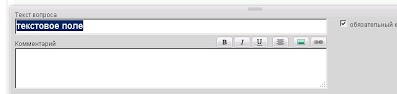 Текст вопроса
текстовое поле
обязательный
Комментарий B I U